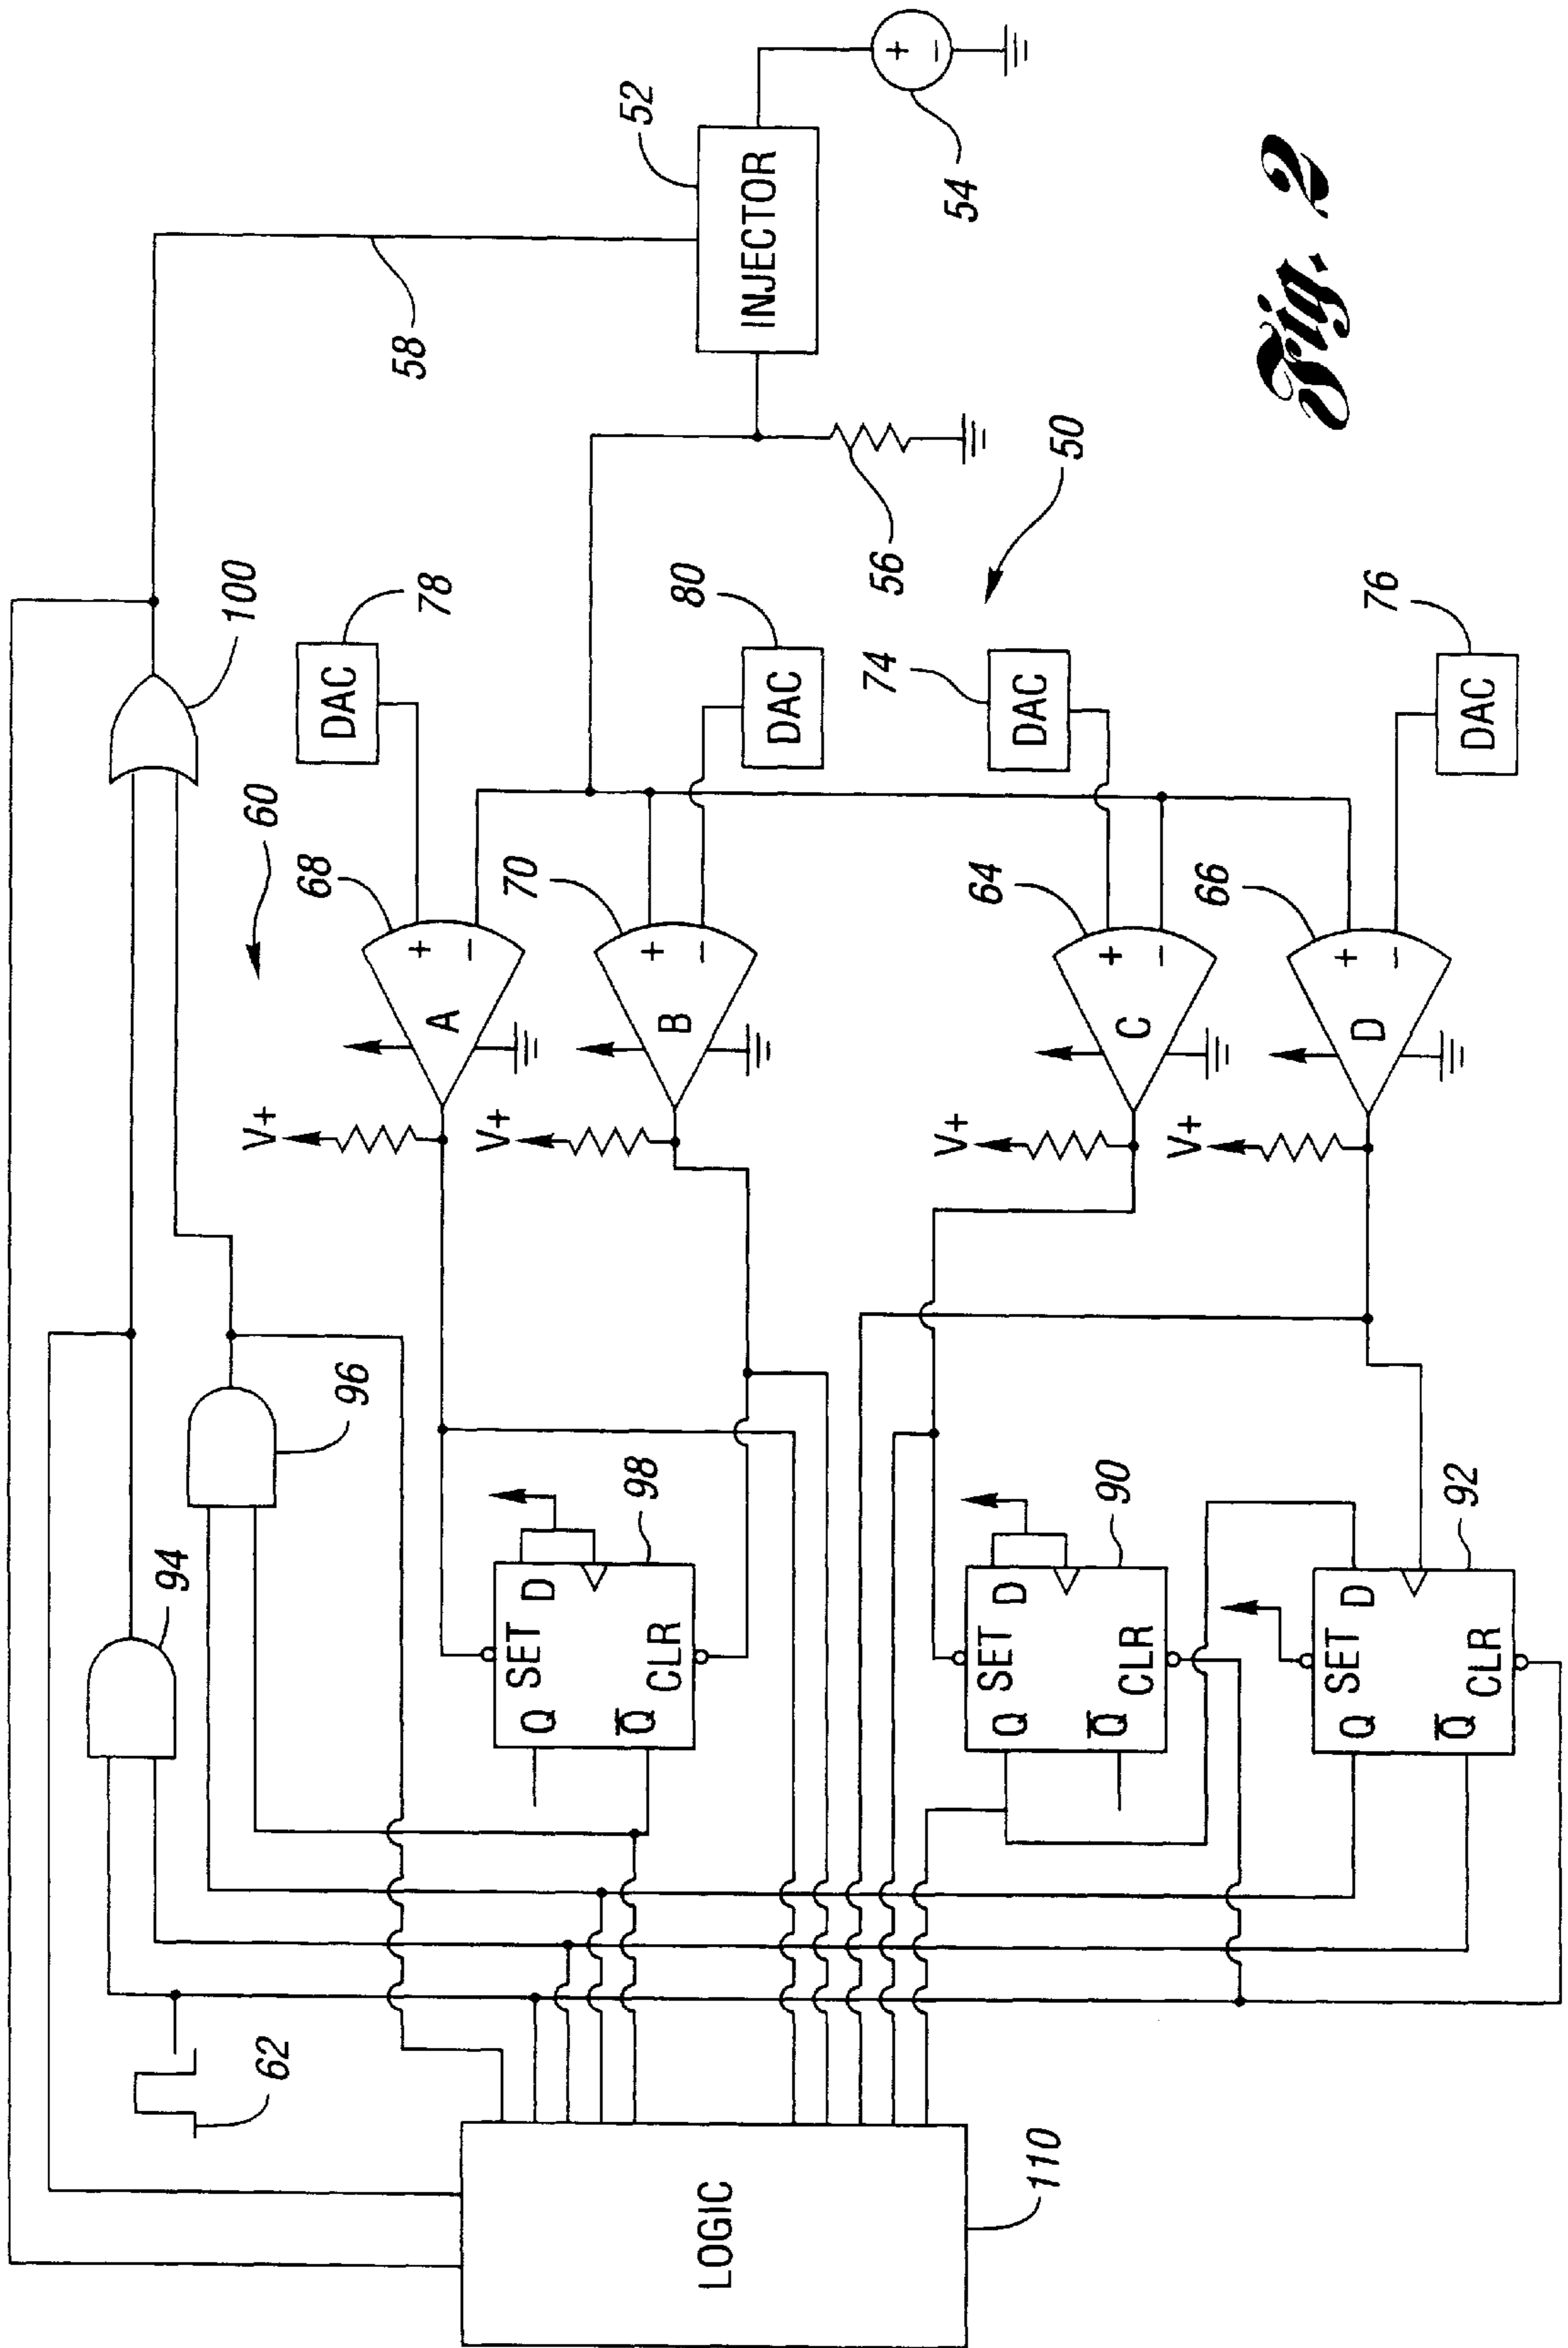 62
94
96
100
60
58
52
INJECTOR
54
+
−
56
50
LOGIC
110
68
A
+
−
V+
DAC
78
70
B
+
−
V+
DAC
80
64
C
+
−
V+
DAC
74
66
D
+
−
V+
DAC
76
Q SET D
Q̅ CLR
98
Q SET D
Q̅ CLR
90
Q SET D
Q̅ CLR
92
Fig. 2